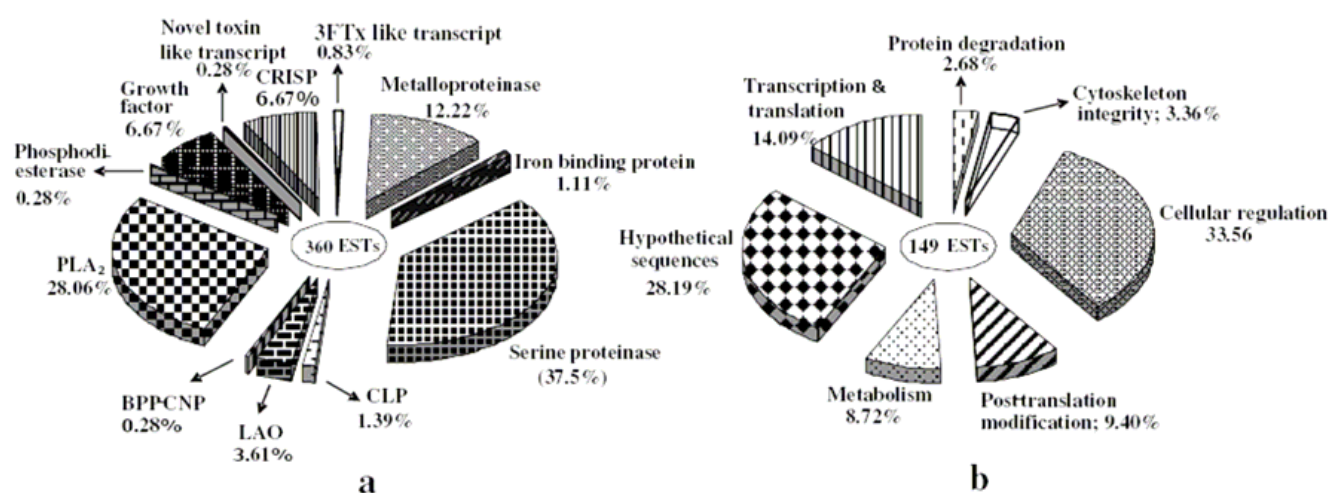 Novel toxin
like transcript
0.28%
3FTx like transcript
0.83%
CRISP
6.67%
Metalloproteinase
12.22%
Growth
factor
6.67%
Phosphodi-
esterase
0.28%
Iron binding protein
1.11%
360 ESTs
PLA₂
28.06%
Serine proteinase
(37.5%)
BPP-CNP
0.28%
LAO
3.61%
CLP
1.39%
a
Protein degradation
2.68%
Transcription &
translation
14.09%
Cytoskeleton
integrity; 3.36%
Cellular regulation
33.56
Hypothetical
sequences
28.19%
149 ESTs
Metabolism
8.72%
Post-translation
modification; 9.40%
b